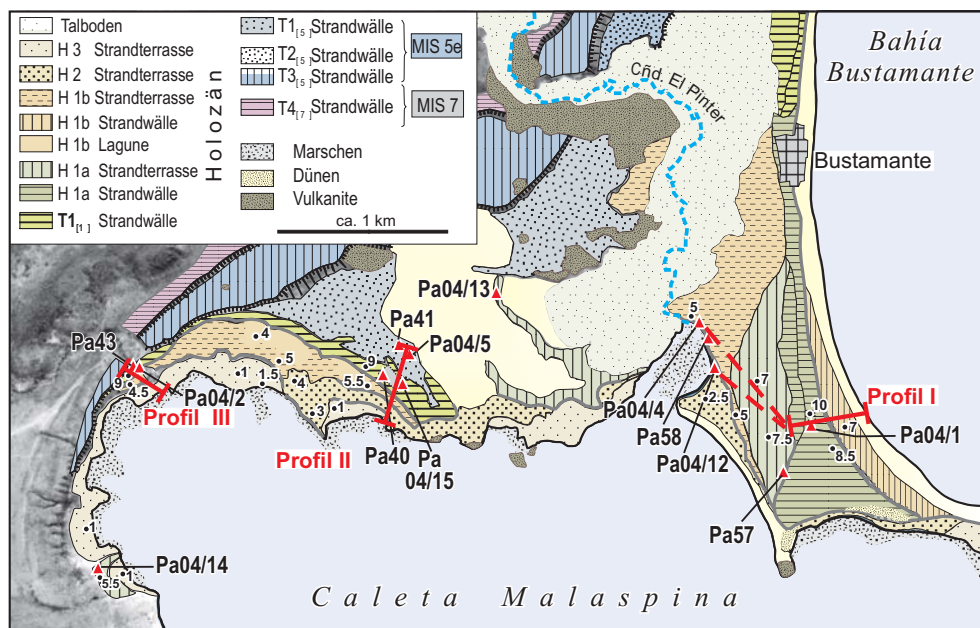 Talboden
H 3 Strandterrasse
H 2 Strandterrasse
H 1b Strandterrasse
H 1b Strandwälle
H 1b Lagune
H 1a Strandterrasse
H 1a Strandwälle
T1[1] Strandwälle
Holozän
T1[5] Strandwälle
T2[5] Strandwälle
T3[5] Strandwälle
MIS 5e
T4[7] Strandwälle
MIS 7
Marschen
Dünen
Vulkanite
ca. 1 km
Bahía
Bustamante
Cñd. El Pinter
Bustamante
Pa04/13
Pa41
Pa04/5
Pa43
9
4.5
Pa04/2
Profil III
4
5
1
1.5
4
3
1
9
5.5
Profil II
Pa40
Pa
04/15
5
Pa04/4
Pa58
Pa04/12
2.5
5
7
7.5
10
7
8.5
Profil I
Pa04/1
Pa57
1
Pa04/14
5.5
1
Caleta Malaspina